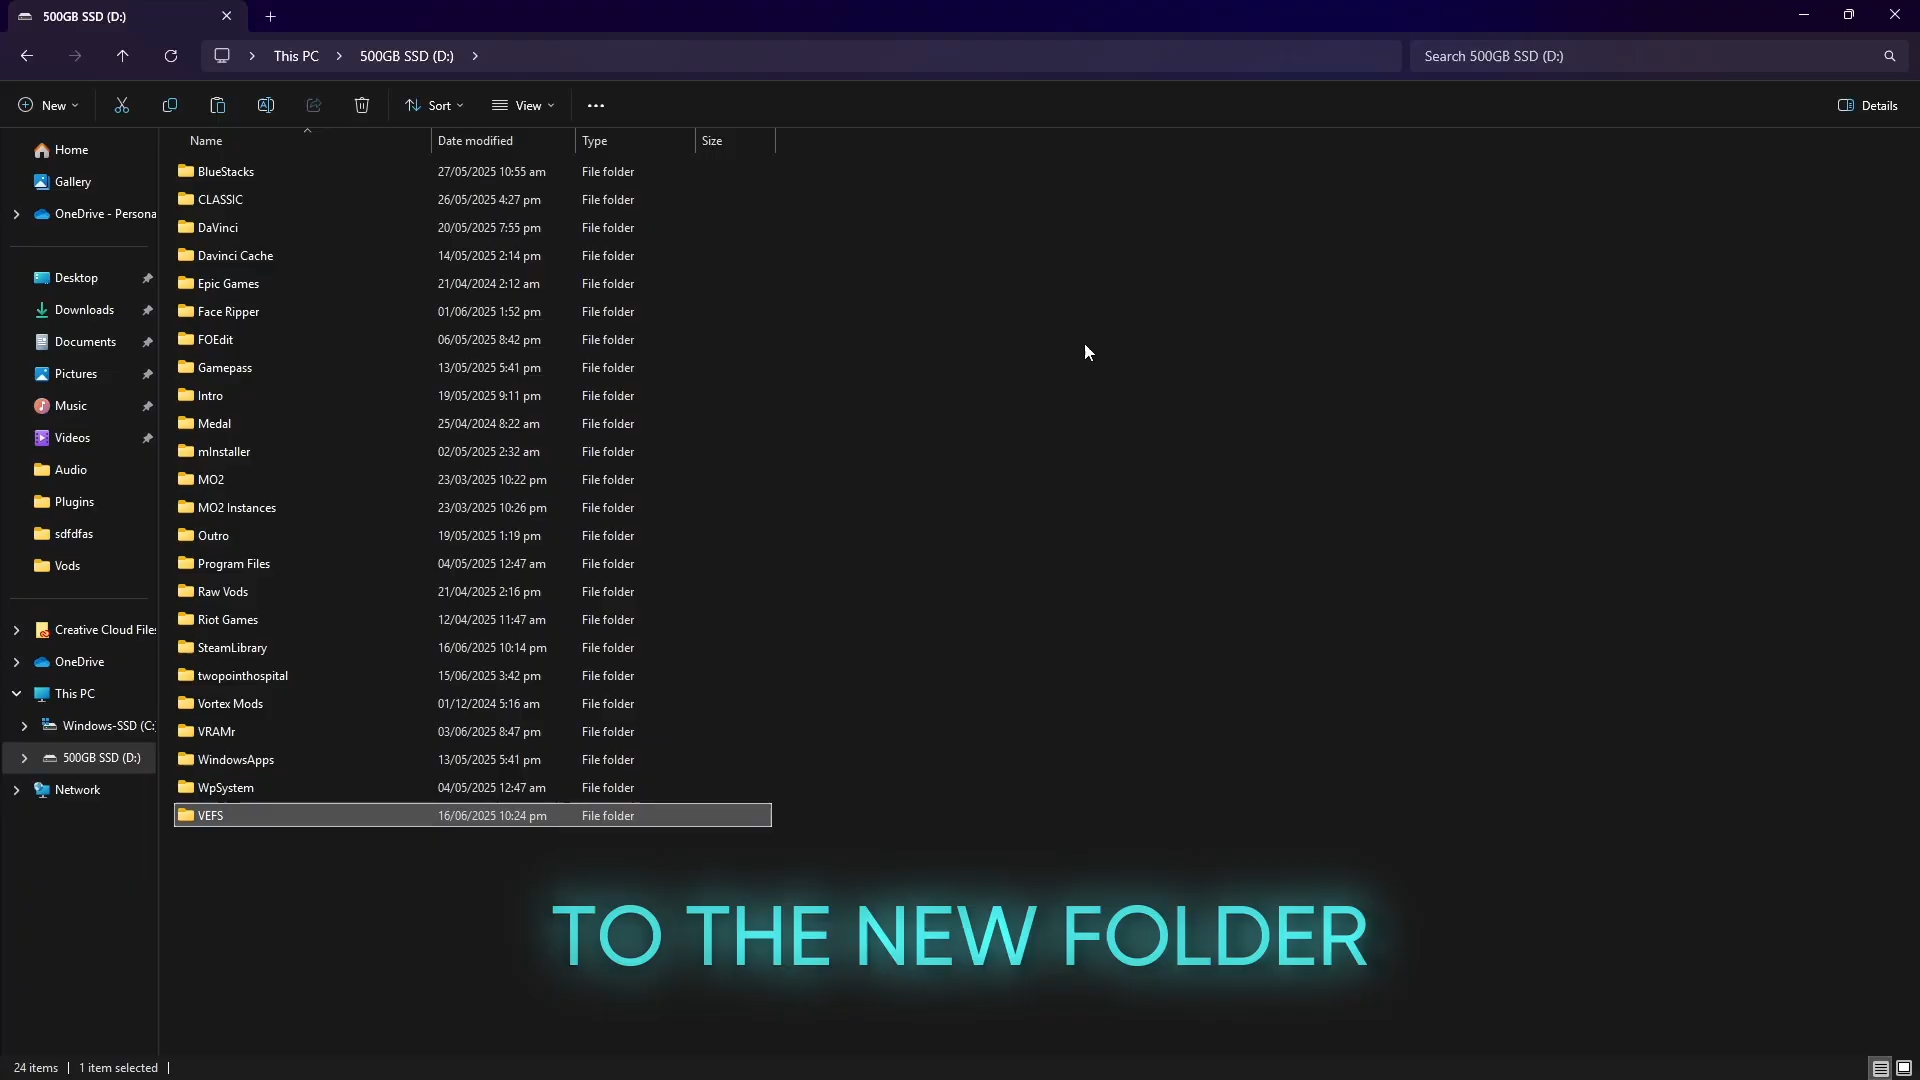 500GB SSD (D:)
This PC
500GB SSD (D:)
Search 500GB SSD (D:)
New
Sort
View
Details
Home
Gallery
OneDrive - Persona
Desktop
Downloads
Documents
Pictures
Music
Videos
Audio
Plugins
sdfdfas
Vods
Creative Cloud Files
OneDrive
This PC
Windows-SSD (C:
500GB SSD (D:)
Network
Name Date modified Type Size
BlueStacks 27/05/2025 10:55 am File folder
CLASSIC 26/05/2025 4:27 pm File folder
DaVinci 20/05/2025 7:55 pm File folder
Davinci Cache 14/05/2025 2:14 pm File folder
Epic Games 21/04/2024 2:12 am File folder
Face Ripper 01/06/2025 1:52 pm File folder
FOEdit 06/05/2025 8:42 pm File folder
Gamepass 13/05/2025 5:41 pm File folder
Intro 19/05/2025 9:11 pm File folder
Medal 25/04/2024 8:22 am File folder
mInstaller 02/05/2025 2:32 am File folder
MO2 23/03/2025 10:22 pm File folder
MO2 Instances 23/03/2025 10:26 pm File folder
Outro 19/05/2025 1:19 pm File folder
Program Files 04/05/2025 12:47 am File folder
Raw Vods 21/04/2025 2:16 pm File folder
Riot Games 12/04/2025 11:47 am File folder
SteamLibrary 16/06/2025 10:14 pm File folder
twopointhospital 15/06/2025 3:42 pm File folder
Vortex Mods 01/12/2024 5:16 am File folder
VRAMr 03/06/2025 8:47 pm File folder
WindowsApps 13/05/2025 5:41 pm File folder
WpSystem 04/05/2025 12:47 am File folder
VEFS 16/06/2025 10:24 pm File folder
TO THE NEW FOLDER
24 items
1 item selected